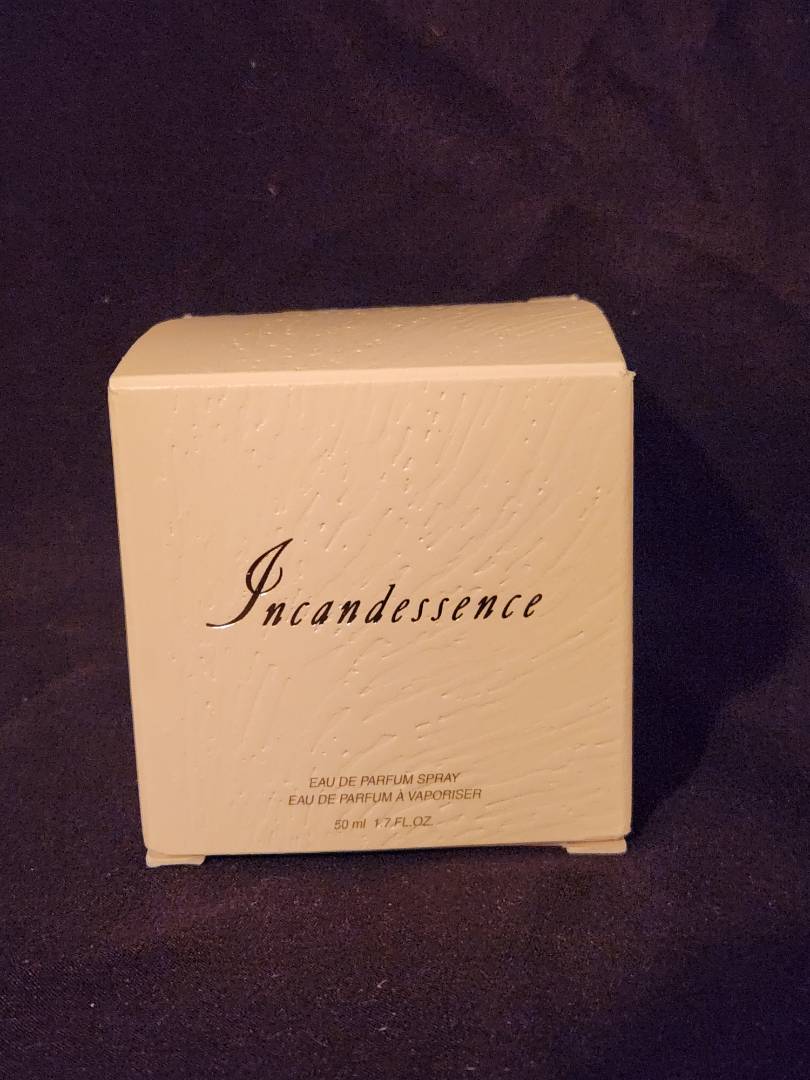 Incandessence
EAU DE PARFUM SPRAY
EAU DE PARFUM À VAPORISER
50 ml 1.7 FL.OZ.